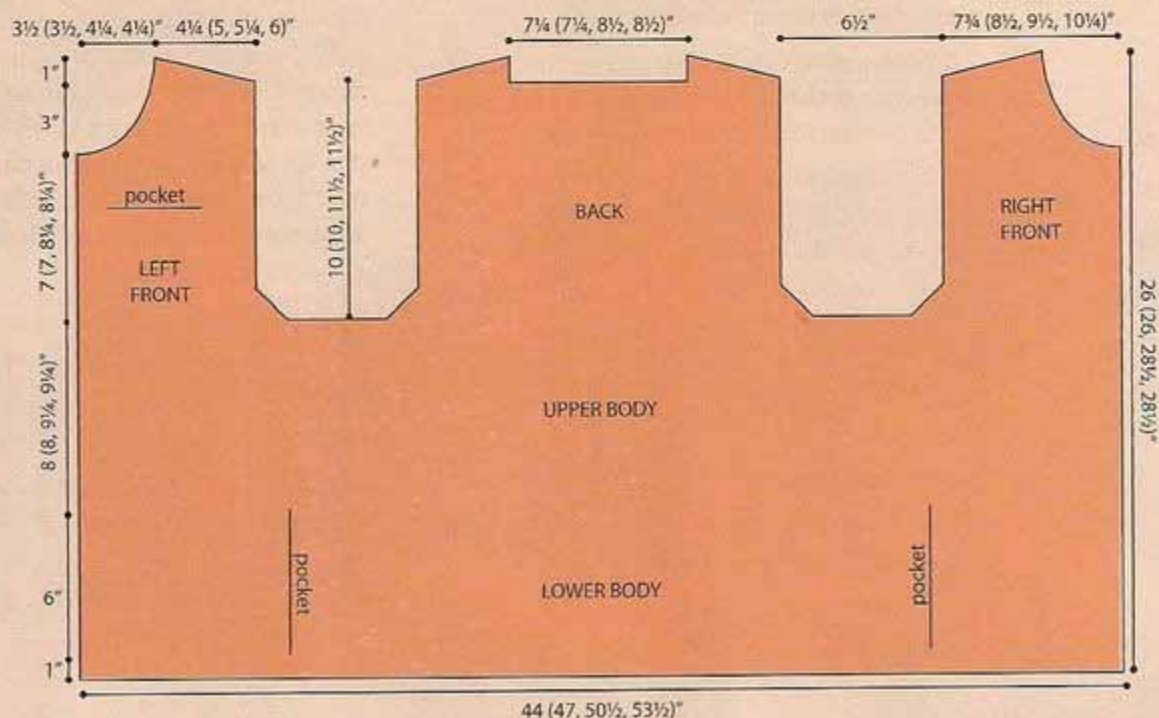 3½ (3½, 4¼, 4¼)"
4¼ (5, 5¼, 6)"
7¼ (7¼, 8½, 8½)"
6½"
7¾ (8½, 9½, 10¼)"
1"
3"
7 (7, 8¼, 8¼)"
8 (8, 9¼, 9¼)"
6"
1"
pocket
LEFT
FRONT
10 (10, 11½, 11½)"
BACK
RIGHT
FRONT
26 (26, 28½, 28½)"
UPPER BODY
pocket
LOWER BODY
pocket
44 (47, 50½, 53½)"